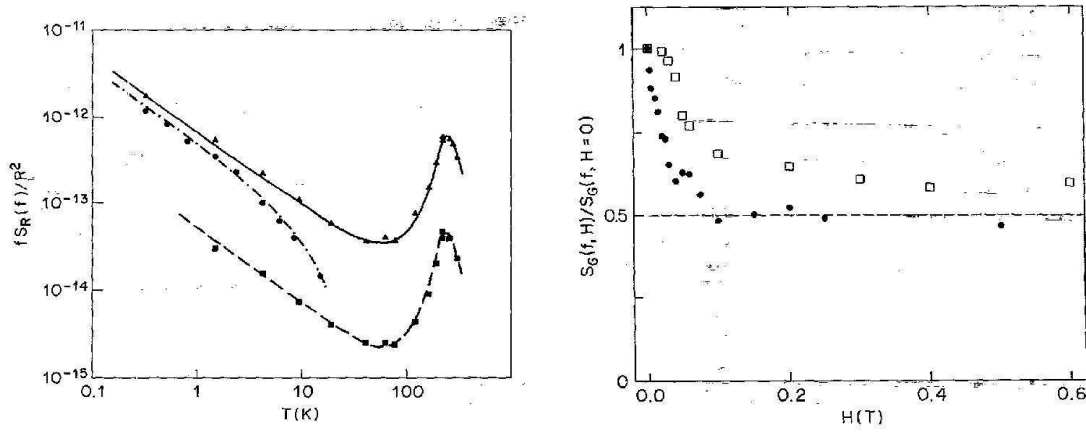 10⁻¹¹
10⁻¹²
10⁻¹³
10⁻¹⁴
10⁻¹⁵
f S_R(f)/R²
0.1 1 10 100
T(K)
1
0.5
0
S_G(f,H)/S_G(f,H=0)
0.0 0.2 0.4 0.6
H(T)